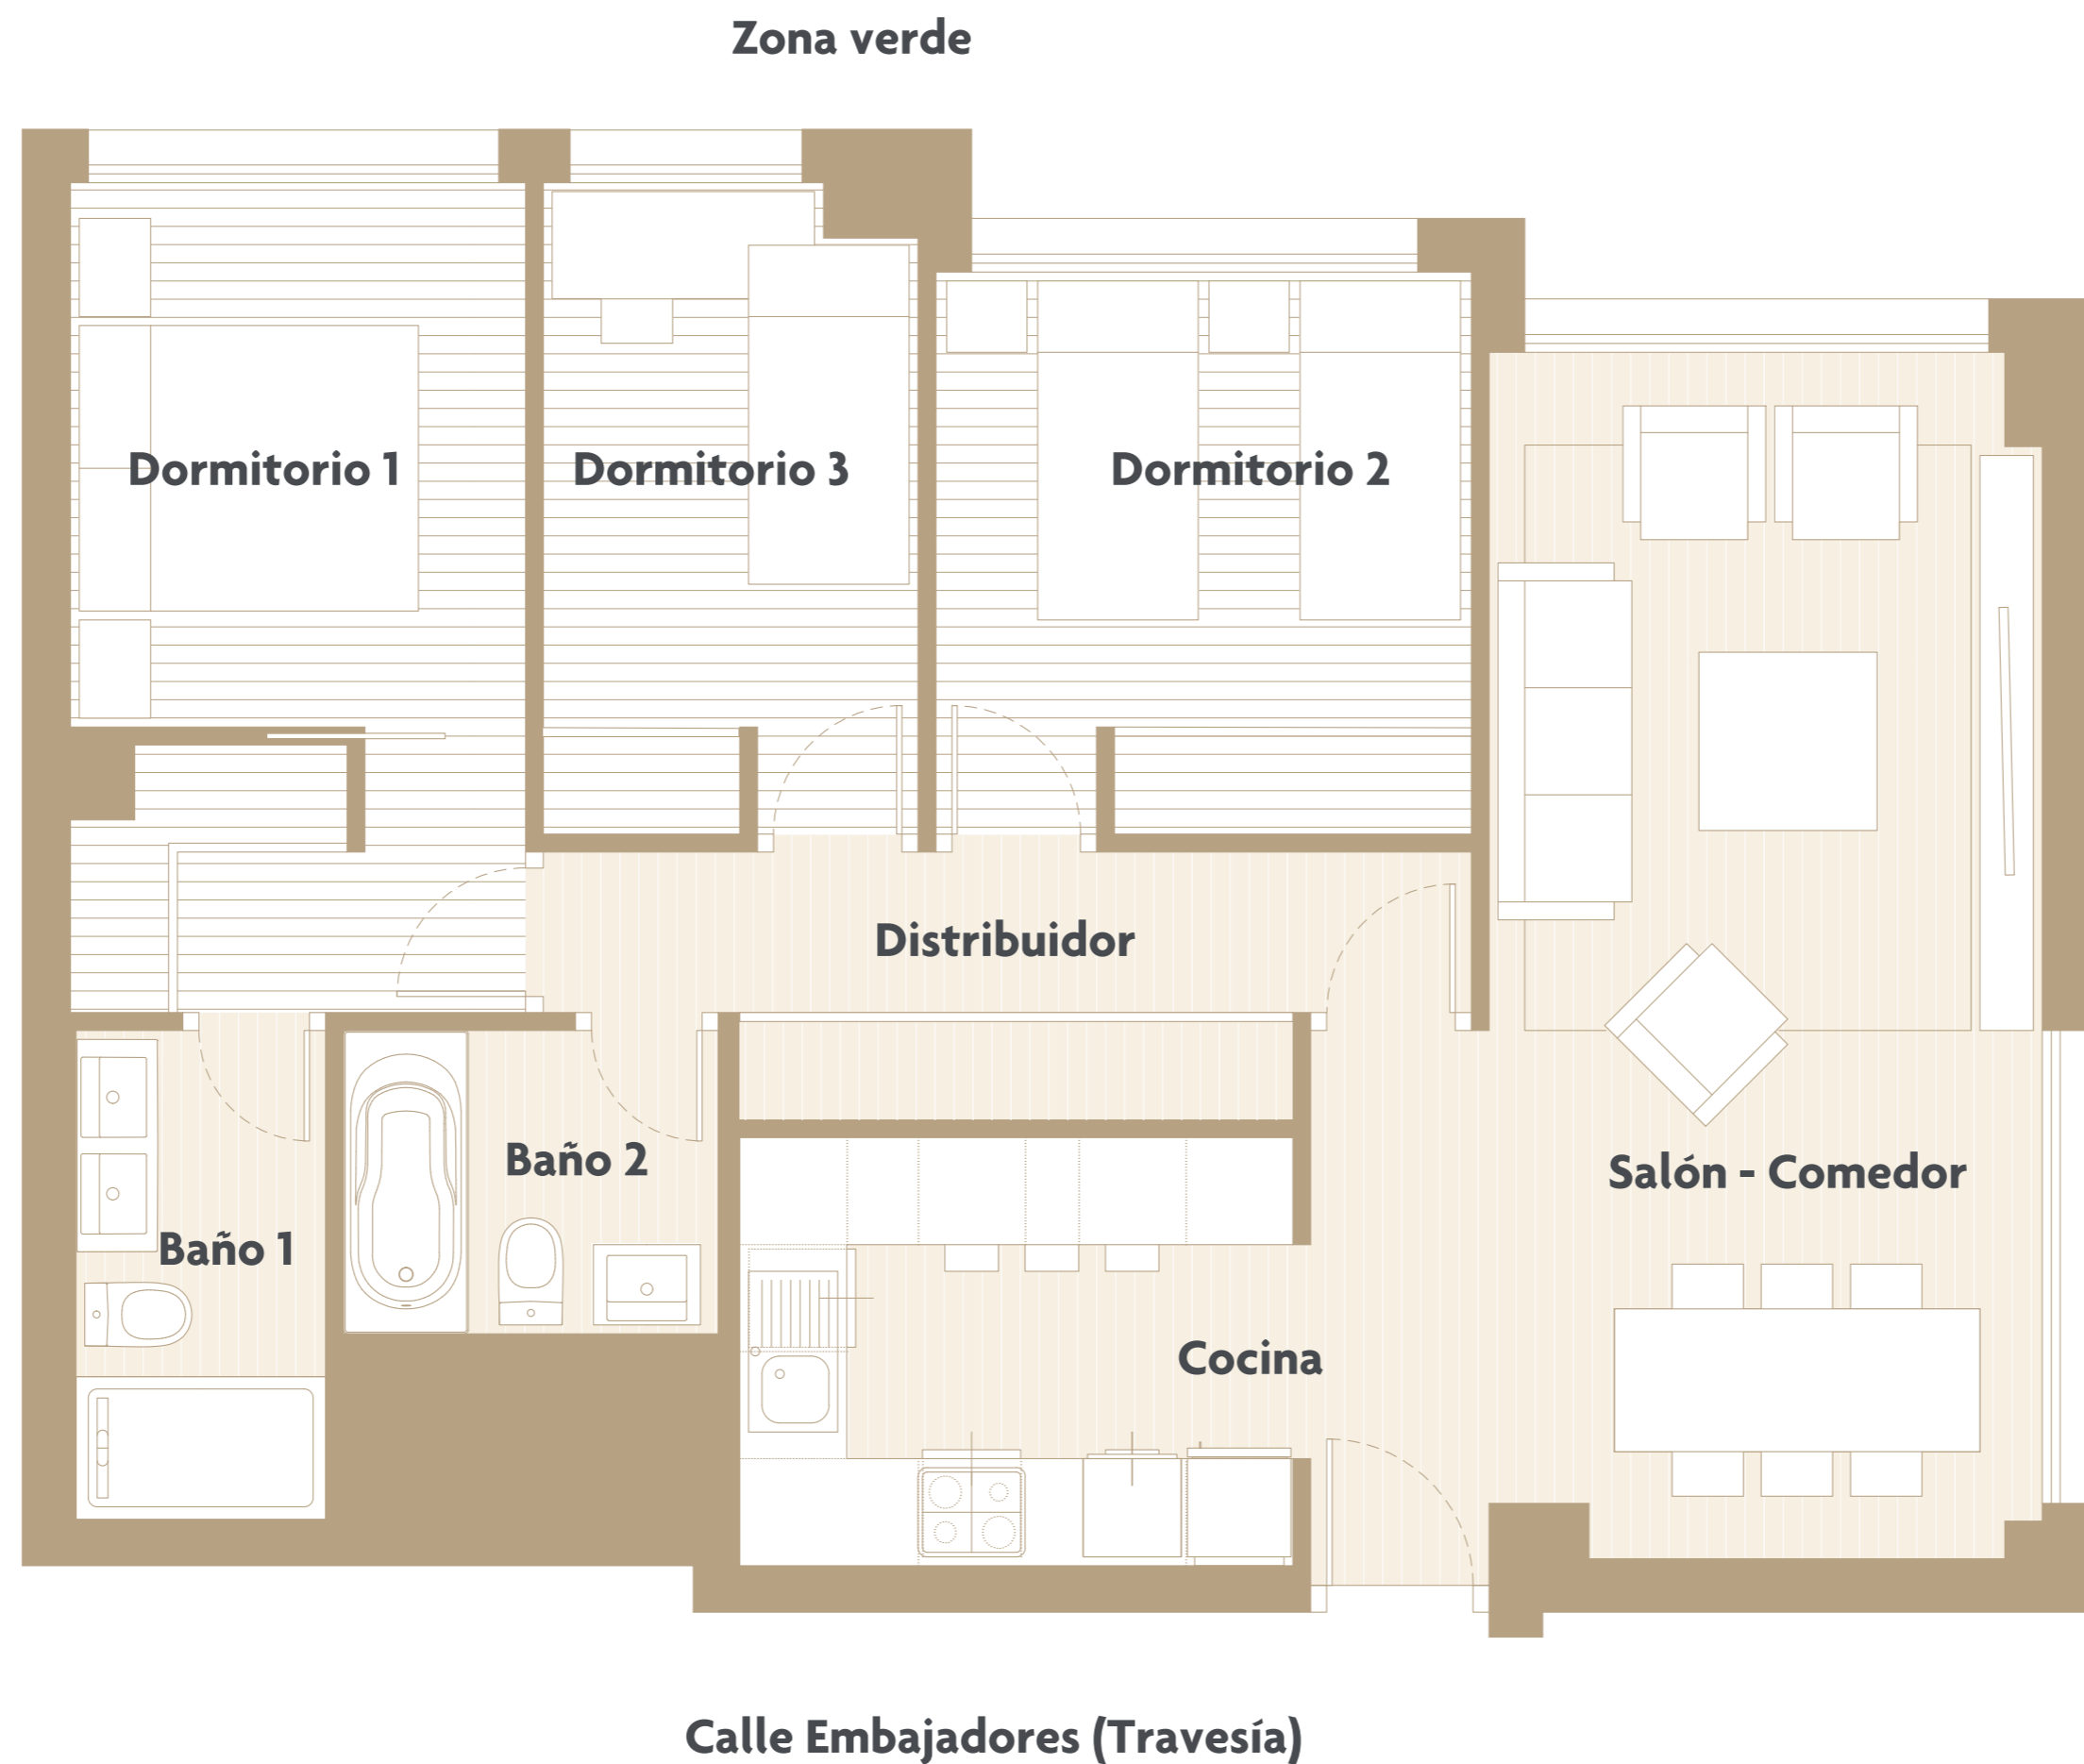 Zona verde
Dormitorio 1
Dormitorio 3
Dormitorio 2
Distribuidor
Baño 2
Salón - Comedor
Baño 1
Cocina
Calle Embajadores (Travesía)